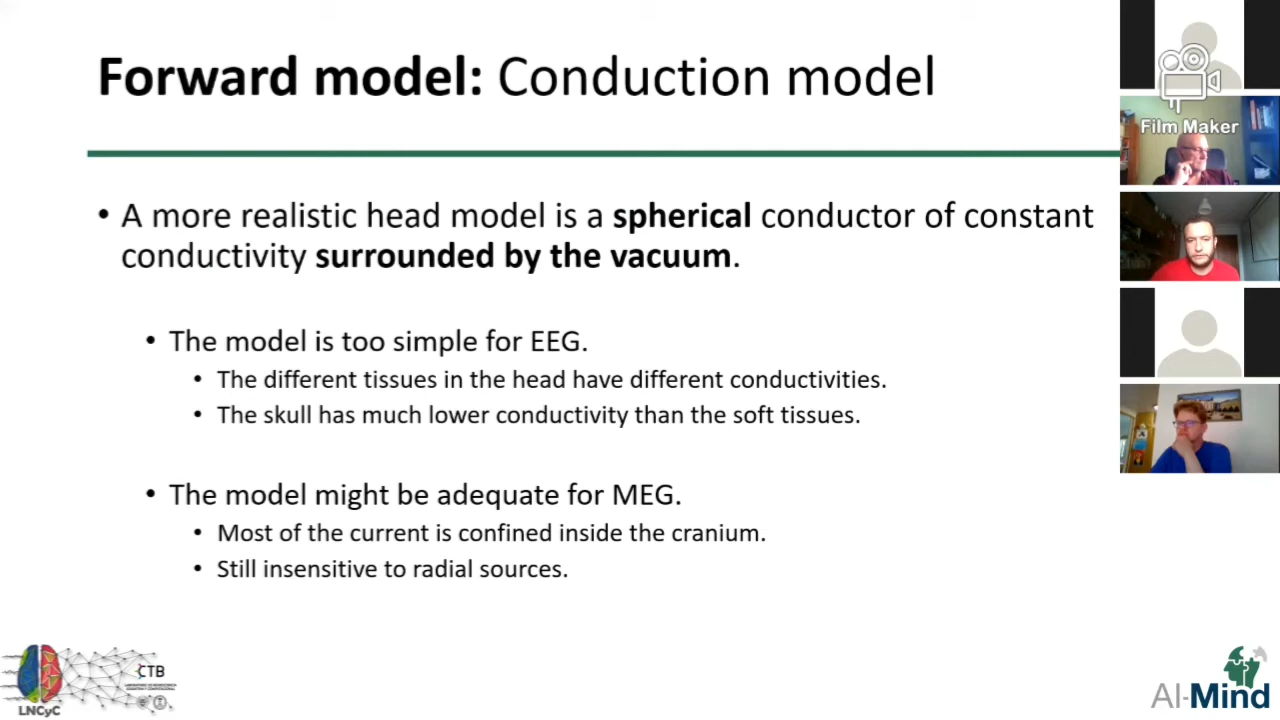 Forward model: Conduction model
• A more realistic head model is a spherical conductor of constant
conductivity surrounded by the vacuum.
• The model is too simple for EEG.
• The different tissues in the head have different conductivities.
• The skull has much lower conductivity than the soft tissues.
• The model might be adequate for MEG.
• Most of the current is confined inside the cranium.
• Still insensitive to radial sources.
Film Maker
LNCyC
CTB
AI-Mind